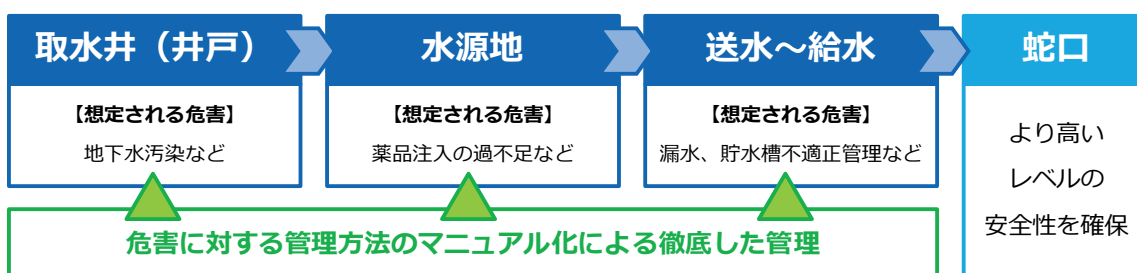 取水井（井戸）
【想定される危害】
地下水汚染など
水源地
【想定される危害】
薬品注入の過不足など
送水～給水
【想定される危害】
漏水、貯水槽不適正管理など
蛇口
より高い
レベルの
安全性を確保
危害に対する管理方法のマニュアル化による徹底した管理